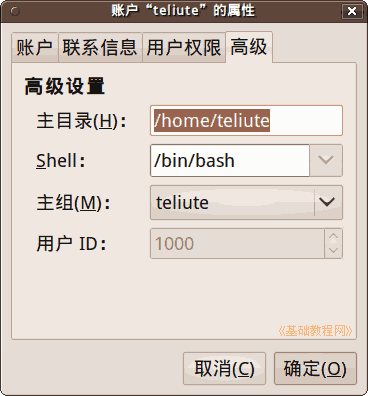 账户“teliute”的属性
账户 联系信息 用户权限 高级
高级设置
主目录(H): /home/teliute
Shell: /bin/bash
主组(M): teliute
用户 ID: 1000
《基础教程网》
取消(C) 确定(O)